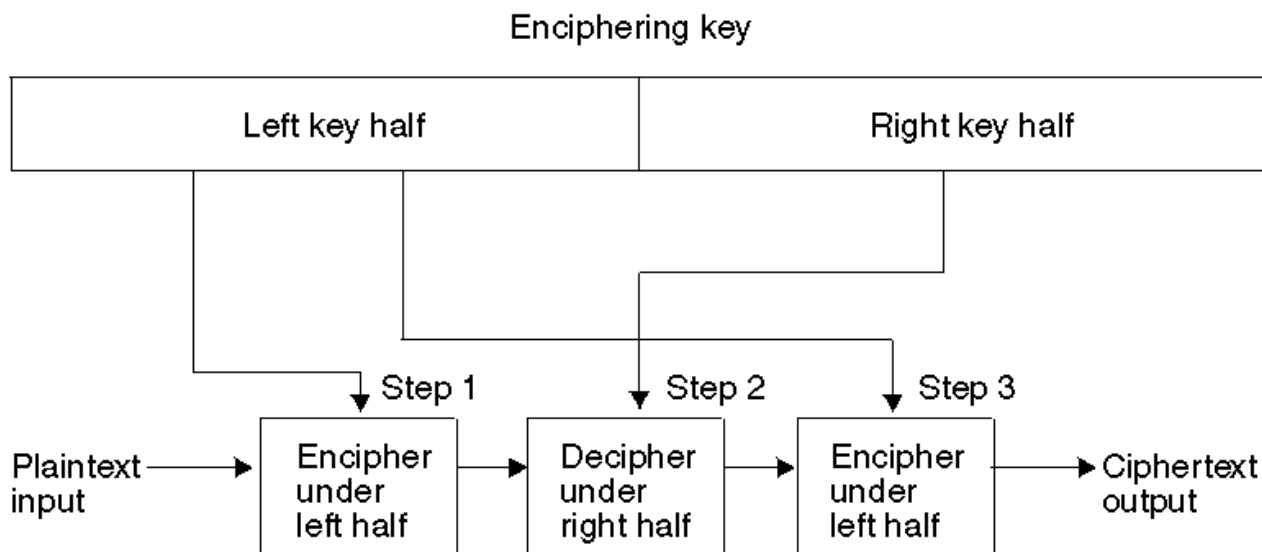 Enciphering key
Left key half
Right key half
Step 1
Step 2
Step 3
Plaintext
input
Encipher
under
left half
Decipher
under
right half
Encipher
under
left half
Ciphertext
output